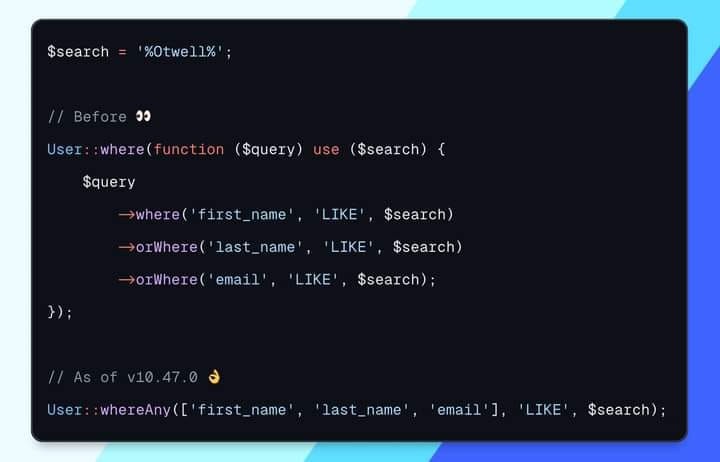 $search = '%Otwell%';
// Before 👀
User::where(function ($query) use ($search) {
    $query
        ->where('first_name', 'LIKE', $search)
        ->orWhere('last_name', 'LIKE', $search)
        ->orWhere('email', 'LIKE', $search);
});
// As of v10.47.0 👌
User::whereAny(['first_name', 'last_name', 'email'], 'LIKE', $search);